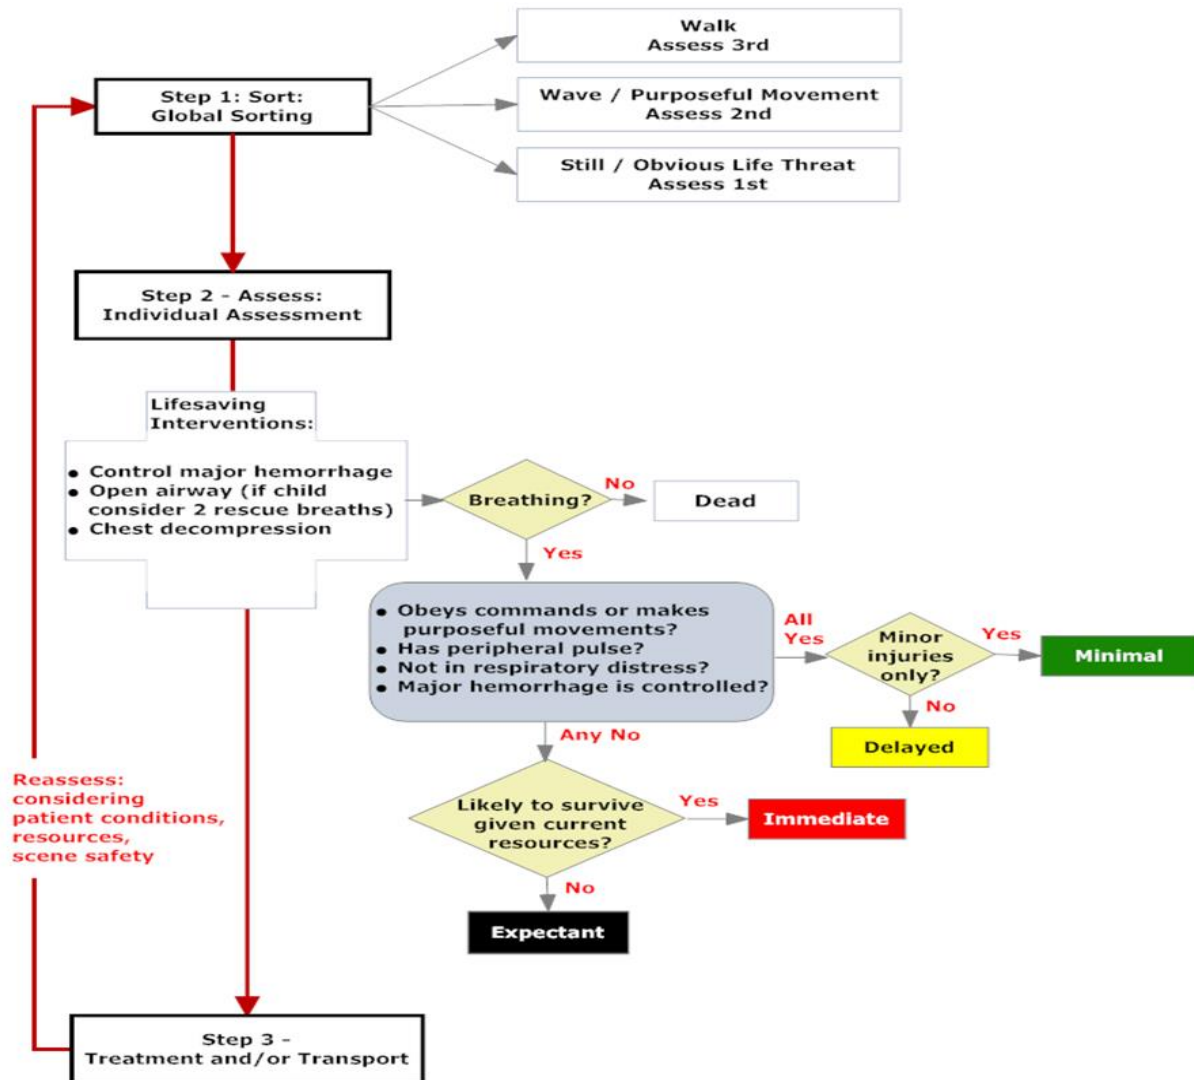 Walk
Assess 3rd
Step 1: Sort:
Global Sorting
Wave / Purposeful Movement
Assess 2nd
Still / Obvious Life Threat
Assess 1st
Step 2 - Assess:
Individual Assessment
Lifesaving
Interventions:
• Control major hemorrhage
• Open airway (if child
consider 2 rescue breaths)
• Chest decompression
Breathing?
No
Dead
Yes
• Obeys commands or makes
purposeful movements?
• Has peripheral pulse?
• Not in respiratory distress?
• Major hemorrhage is controlled?
All
Yes
Minor
injuries
only?
Yes
Minimal
No
Delayed
Any No
Likely to survive
given current
resources?
Yes
Immediate
No
Expectant
Reassess:
considering
patient conditions,
resources,
scene safety
Step 3 -
Treatment and/or Transport